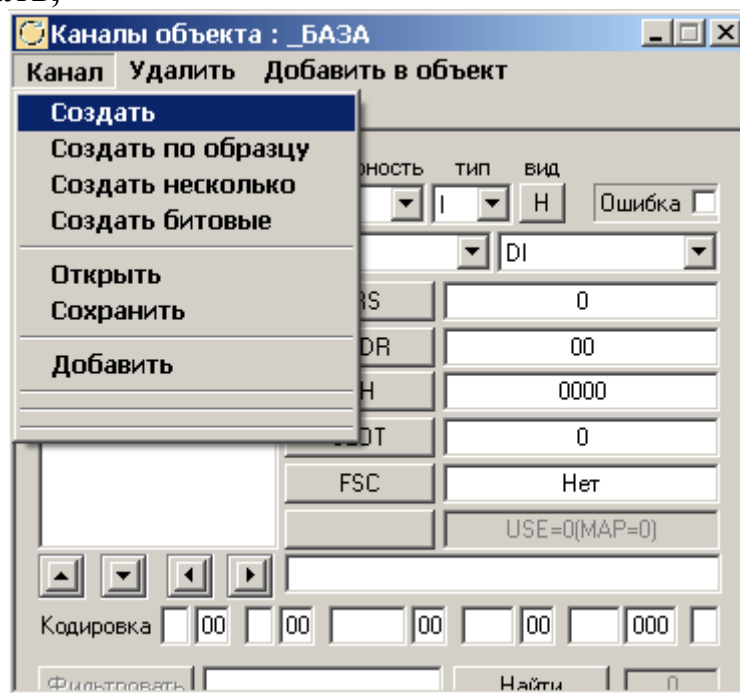 Каналы объекта : _БАЗА
Канал Удалить Добавить в объект
Создать
Создать по образцу
Создать несколько
Создать битовые
Открыть
Сохранить
Добавить
тип вид
I Н Ошибка
DI
0
00
0000
0
FSC Нет
USE=0(MAP=0)
Кодировка 00 00 00 00 000
Фильтровать Найти 0